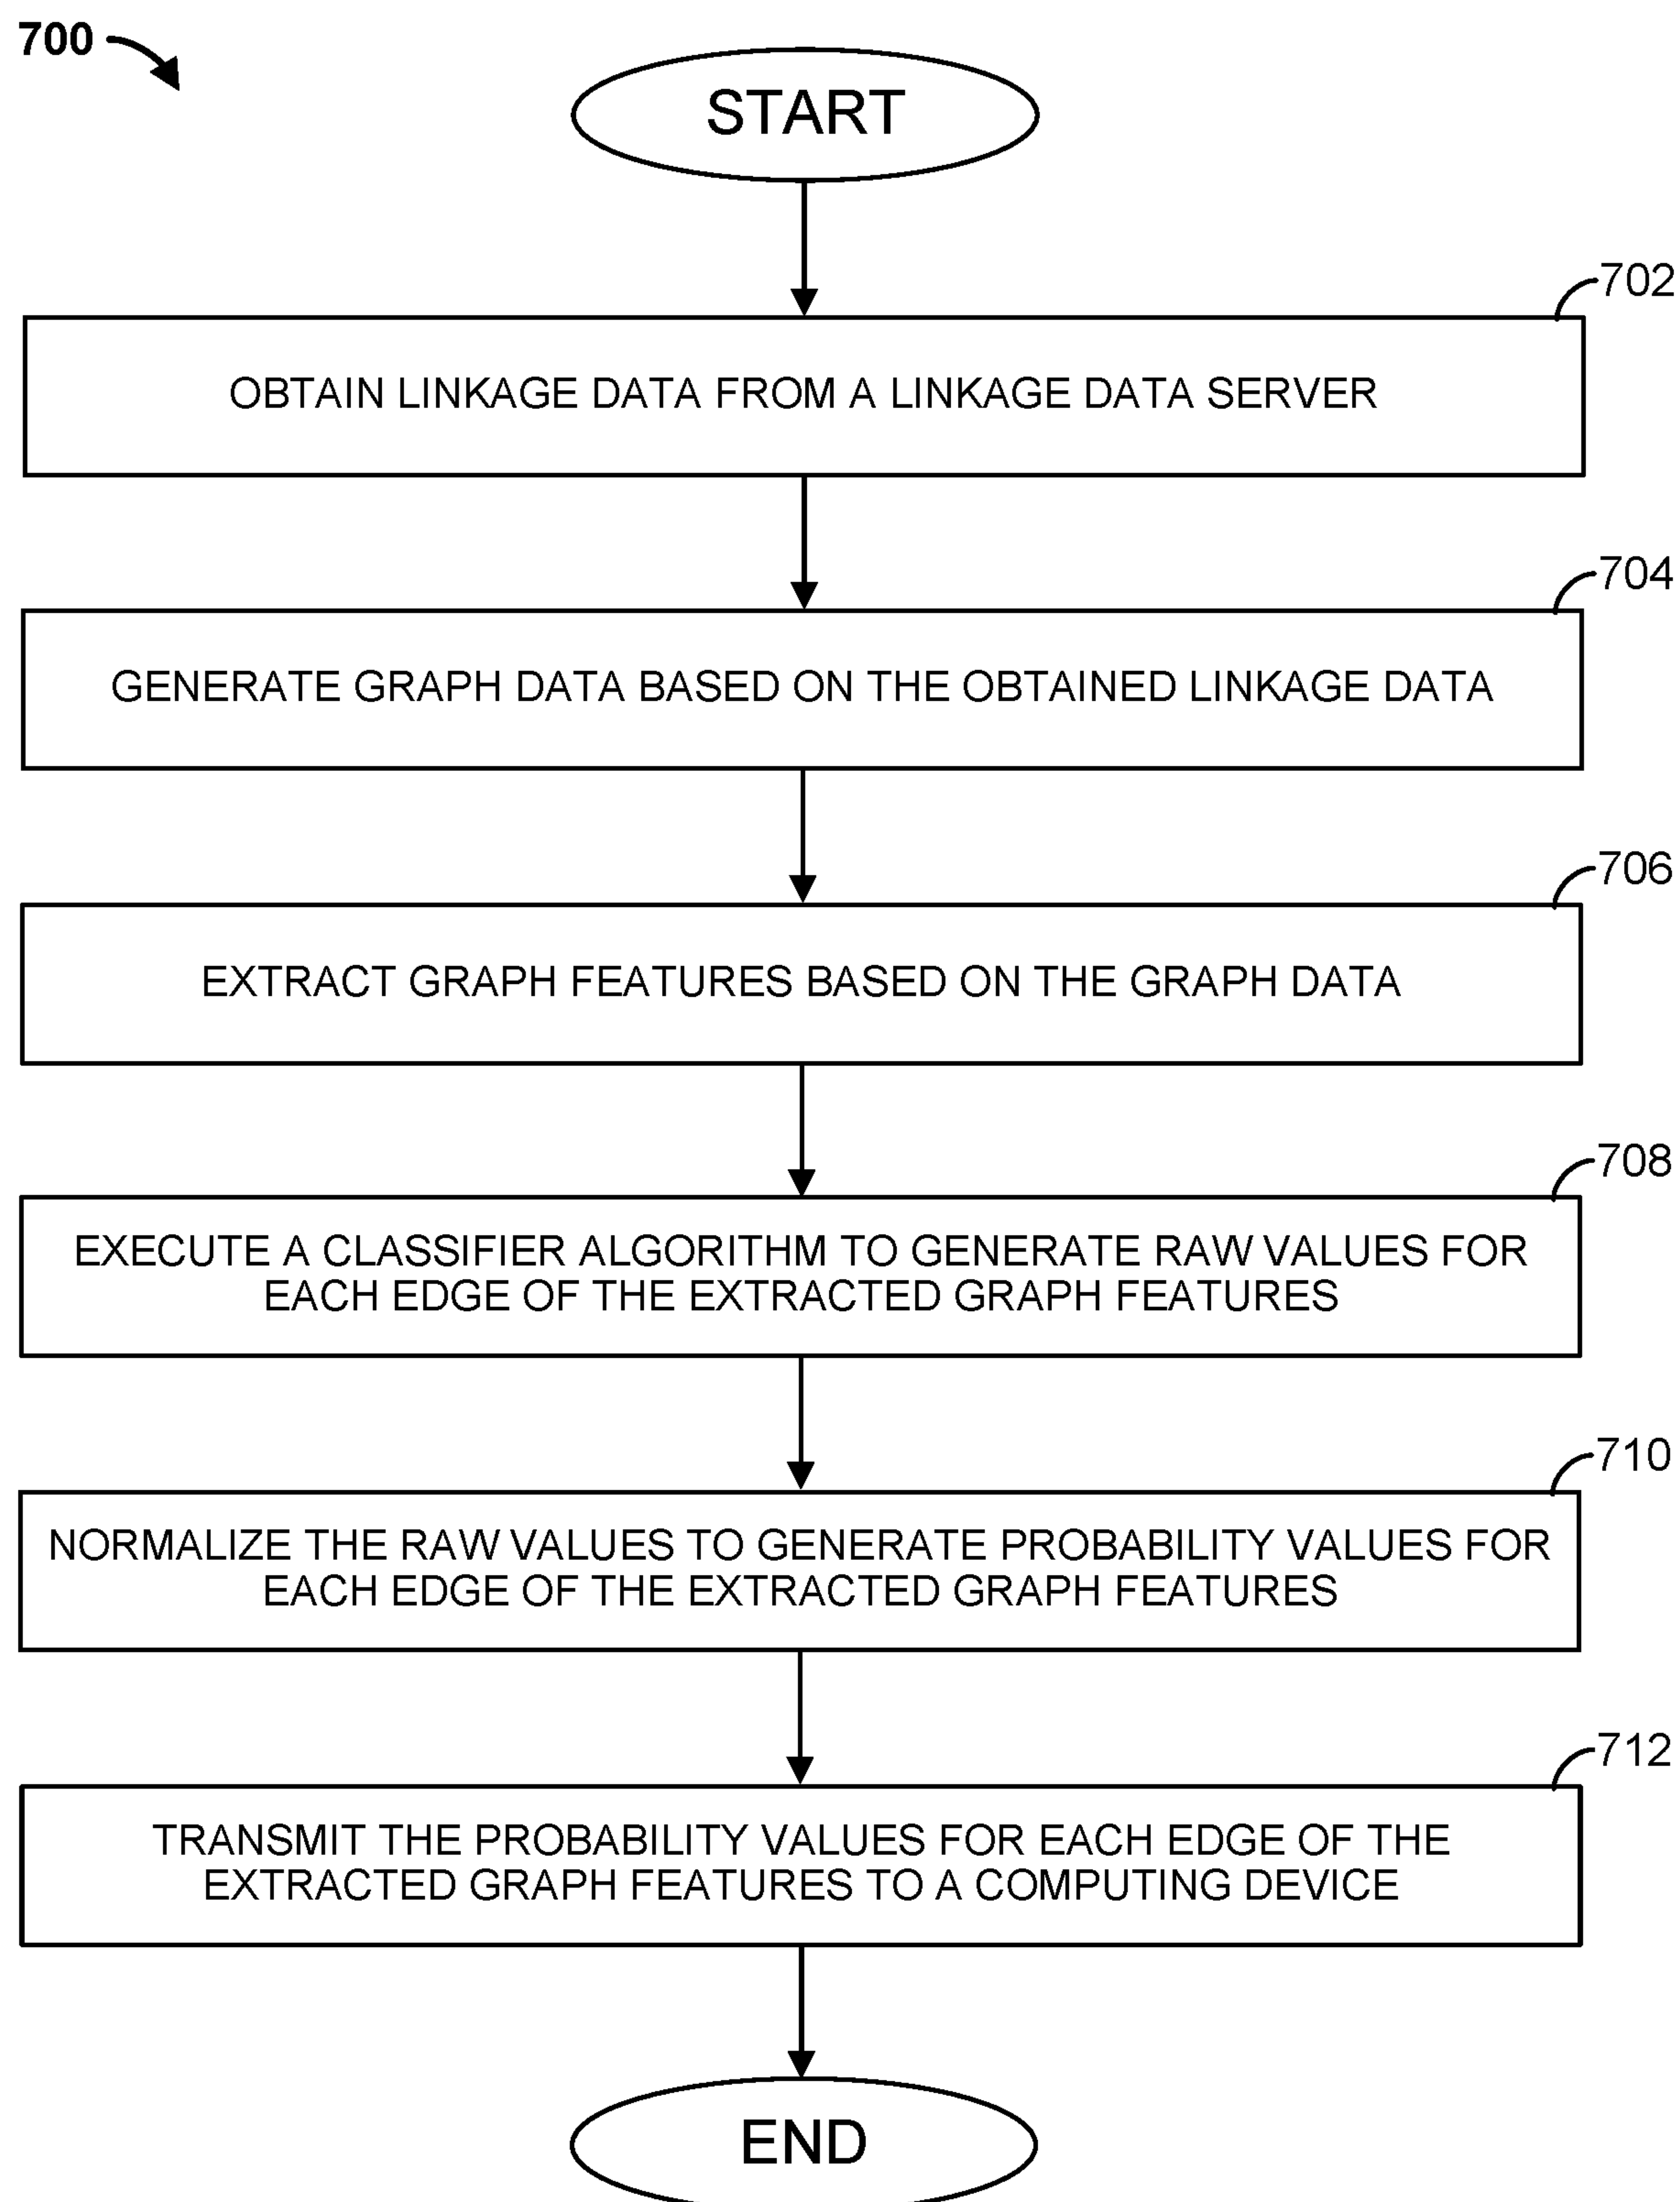 700
START
702
OBTAIN LINKAGE DATA FROM A LINKAGE DATA SERVER
704
GENERATE GRAPH DATA BASED ON THE OBTAINED LINKAGE DATA
706
EXTRACT GRAPH FEATURES BASED ON THE GRAPH DATA
708
EXECUTE A CLASSIFIER ALGORITHM TO GENERATE RAW VALUES FOR
EACH EDGE OF THE EXTRACTED GRAPH FEATURES
710
NORMALIZE THE RAW VALUES TO GENERATE PROBABILITY VALUES FOR
EACH EDGE OF THE EXTRACTED GRAPH FEATURES
712
TRANSMIT THE PROBABILITY VALUES FOR EACH EDGE OF THE
EXTRACTED GRAPH FEATURES TO A COMPUTING DEVICE
END